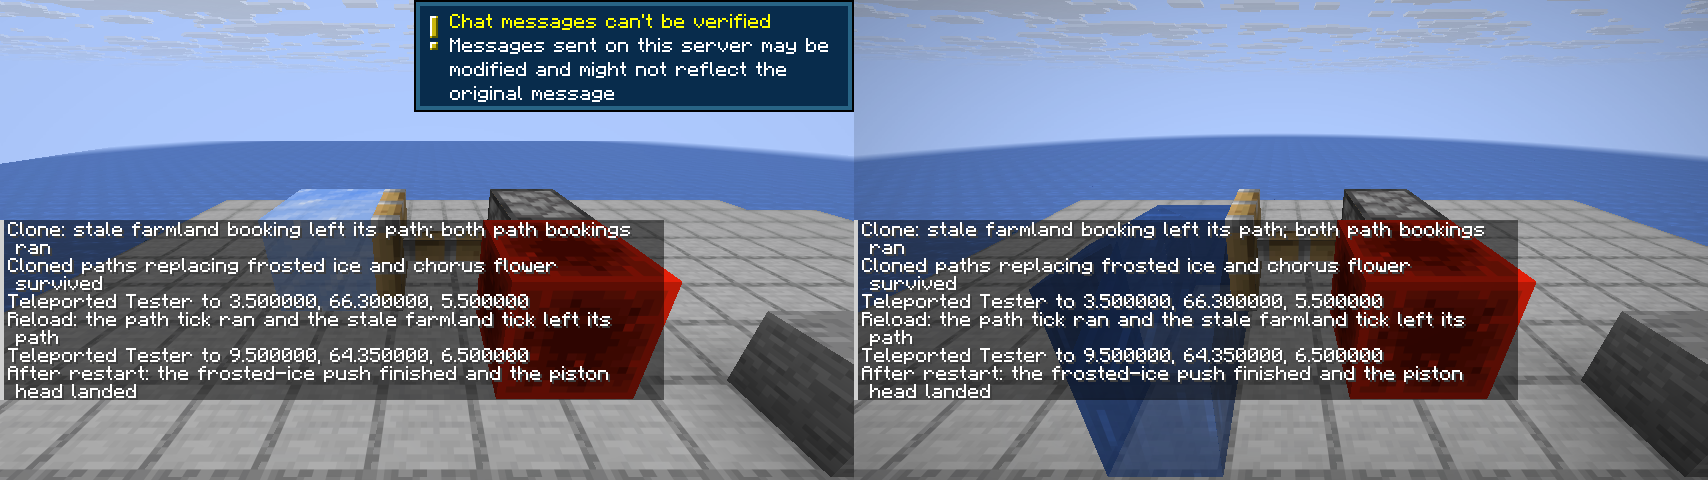 Chat messages can't be verified
Messages sent on this server may be
modified and might not reflect the
original message
Clone: stale farmland booking left its path; both path bookings
ran
Cloned paths replacing frosted ice and chorus flower
survived
Teleported Tester to 3.500000, 66.300000, 5.500000
Reload: the path tick ran and the stale farmland tick left its
path
Teleported Tester to 9.500000, 64.350000, 6.500000
After restart: the frosted-ice push finished and the piston
head landed
Clone: stale farmland booking left its path; both path bookings
ran
Cloned paths replacing frosted ice and chorus flower
survived
Teleported Tester to 3.500000, 66.300000, 5.500000
Reload: the path tick ran and the stale farmland tick left its
path
Teleported Tester to 9.500000, 64.350000, 6.500000
After restart: the frosted-ice push finished and the piston
head landed